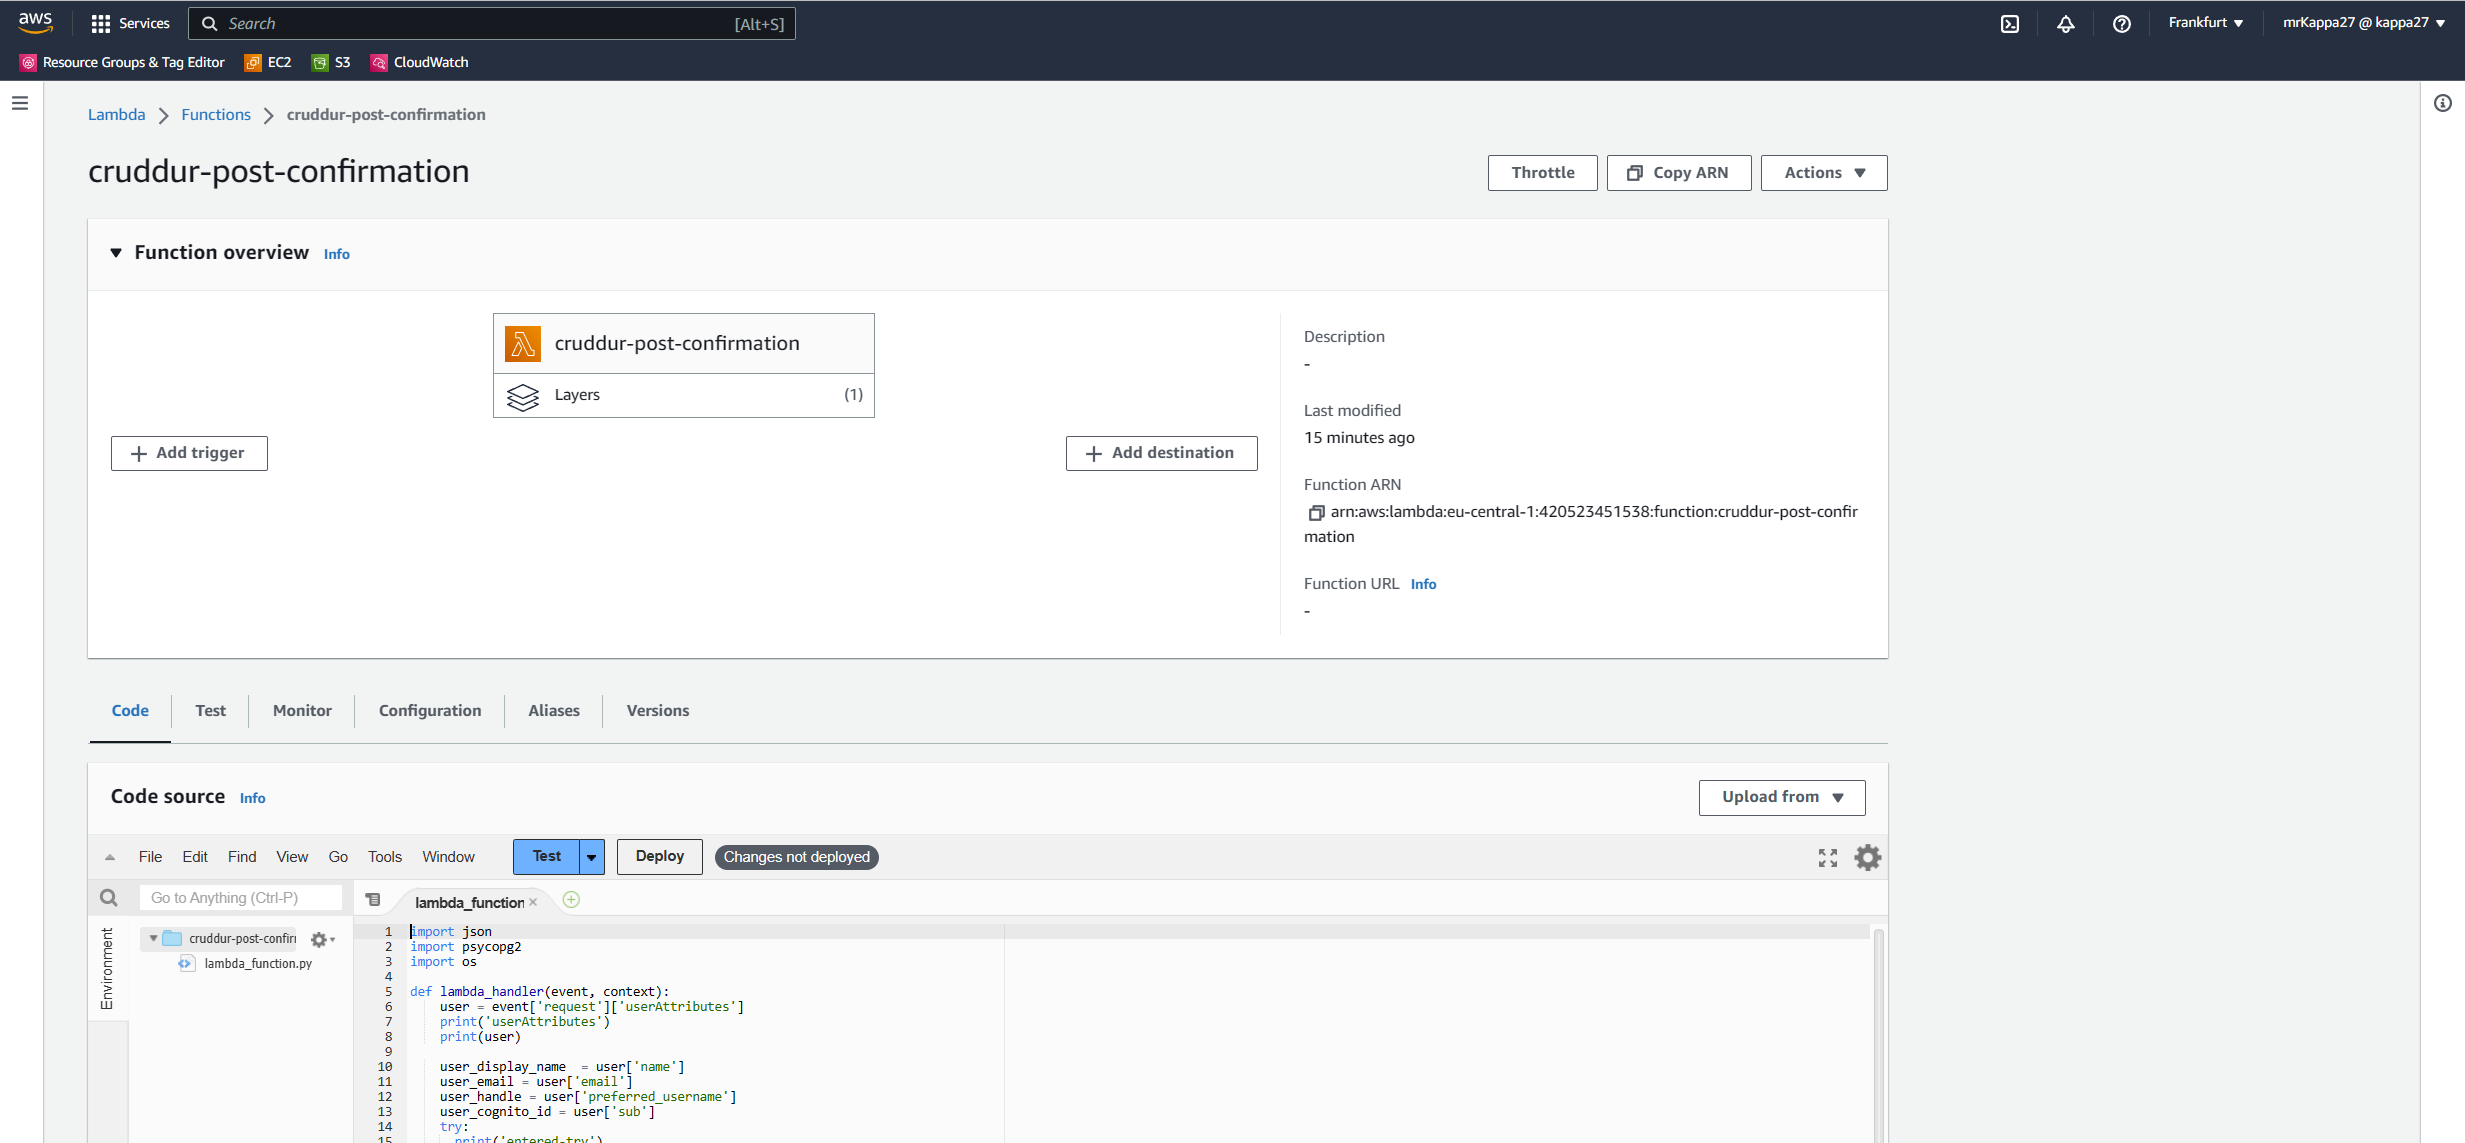 aws Services Search [Alt+S] Frankfurt mrKappa27 @ kappa27
Resource Groups & Tag Editor EC2 S3 CloudWatch
Lambda Functions cruddur-post-confirmation
cruddur-post-confirmation
Throttle Copy ARN Actions
Function overview Info
cruddur-post-confirmation
Layers (1)
Add trigger
Add destination
Description
-
Last modified
15 minutes ago
Function ARN
arn:aws:lambda:eu-central-1:420523451538:function:cruddur-post-confir
mation
Function URL Info
-
Code Test Monitor Configuration Aliases Versions
Code source Info
Upload from
File Edit Find View Go Tools Window Test Deploy Changes not deployed
Go to Anything (Ctrl-P)
lambda_function
Environment
cruddur-post-confir
lambda_function.py
1 import json
2 import psycopg2
3 import os
4
5 def lambda_handler(event, context):
6 user = event['request']['userAttributes']
7 print('userAttributes')
8 print(user)
9
10 user_display_name  = user['name']
11 user_email = user['email']
12 user_handle = user['preferred_username']
13 user_cognito_id = user['sub']
14 try:
15 print('entered-try')